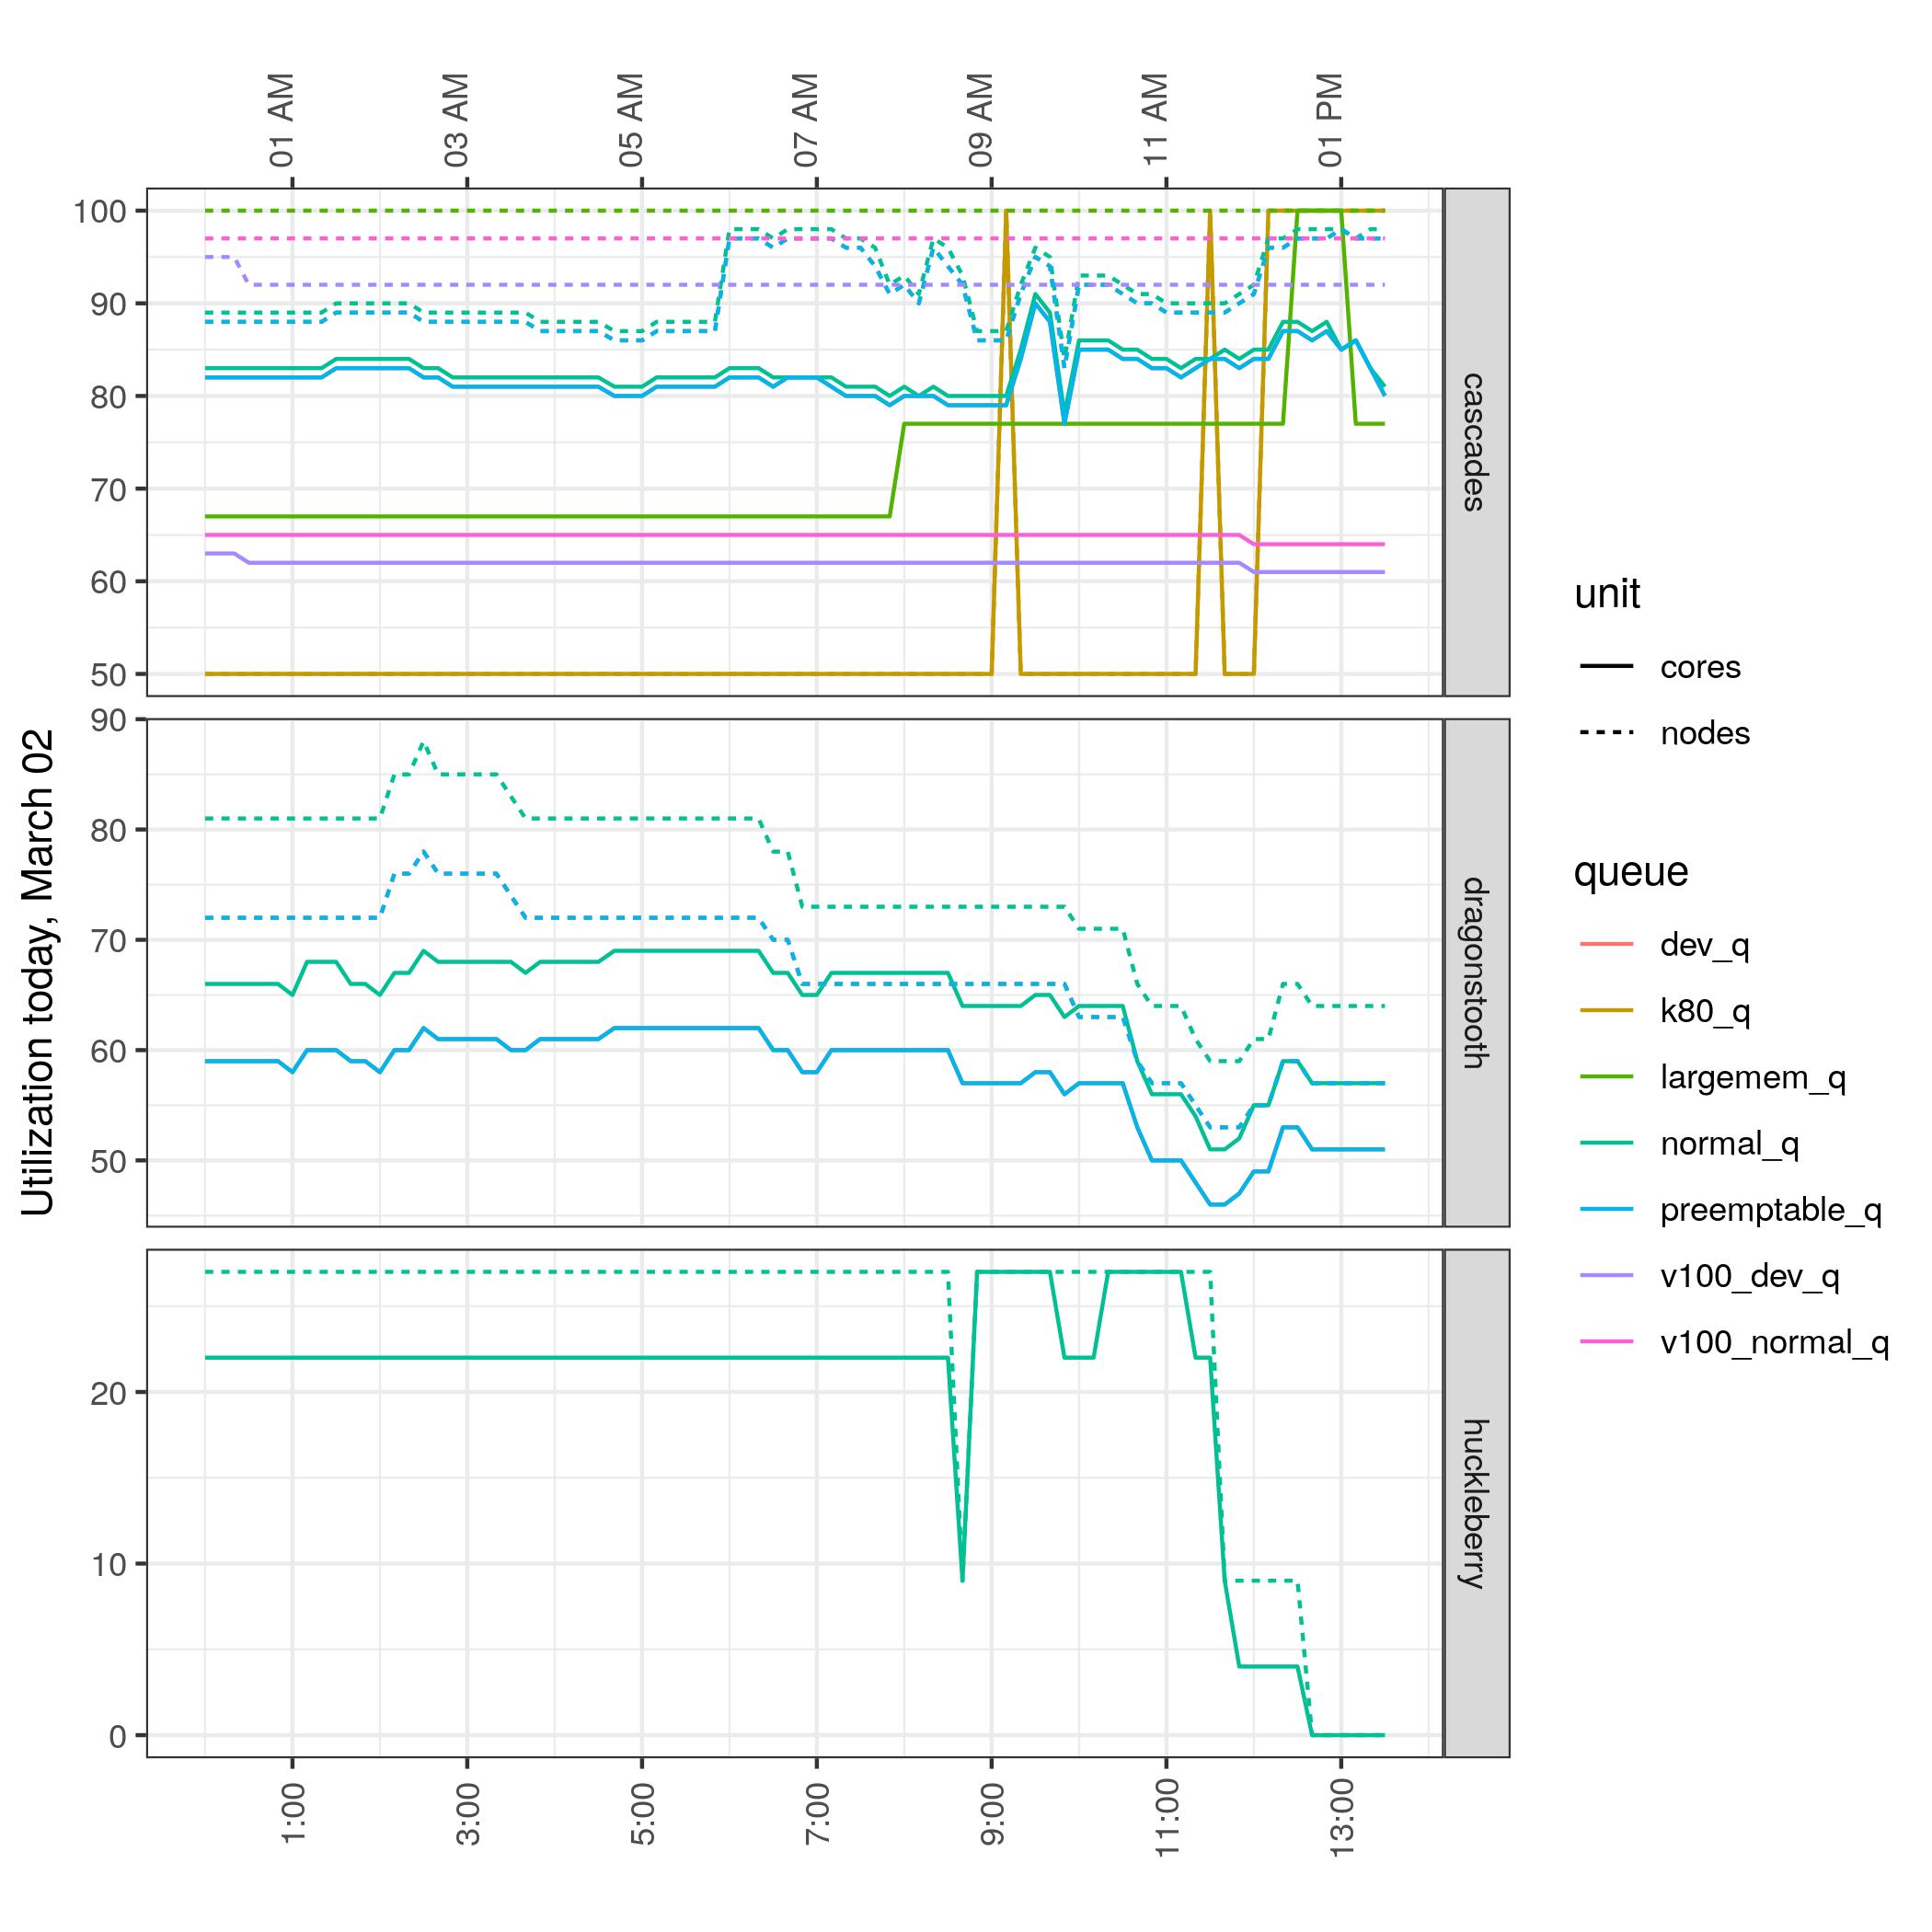 01 AM
03 AM
05 AM
07 AM
09 AM
11 AM
01 PM
Utilization today, March 02
100
90
80
70
60
50
cascades
90
80
70
60
50
dragonstooth
20
10
0
huckleberry
1:00
3:00
5:00
7:00
9:00
11:00
13:00
unit
cores
nodes
queue
dev_q
k80_q
largemem_q
normal_q
preemptable_q
v100_dev_q
v100_normal_q